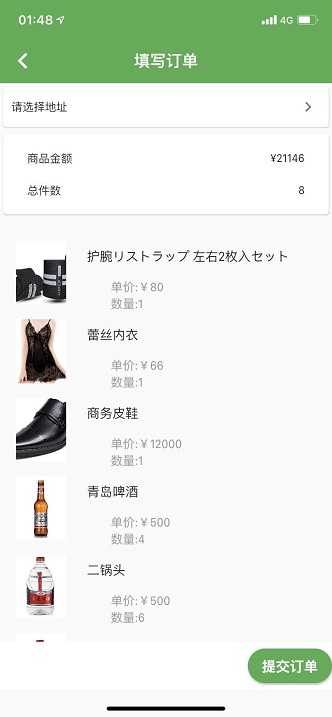 01:48
4G
填写订单
请选择地址
商品金额
¥21146
总件数
8
护腕リストラップ 左右2枚入セット
单价:￥80
数量:1
蕾丝内衣
单价:￥66
数量:1
商务皮鞋
单价:￥12000
数量:1
青岛啤酒
单价:￥500
数量:4
二锅头
单价:￥500
数量:6
提交订单